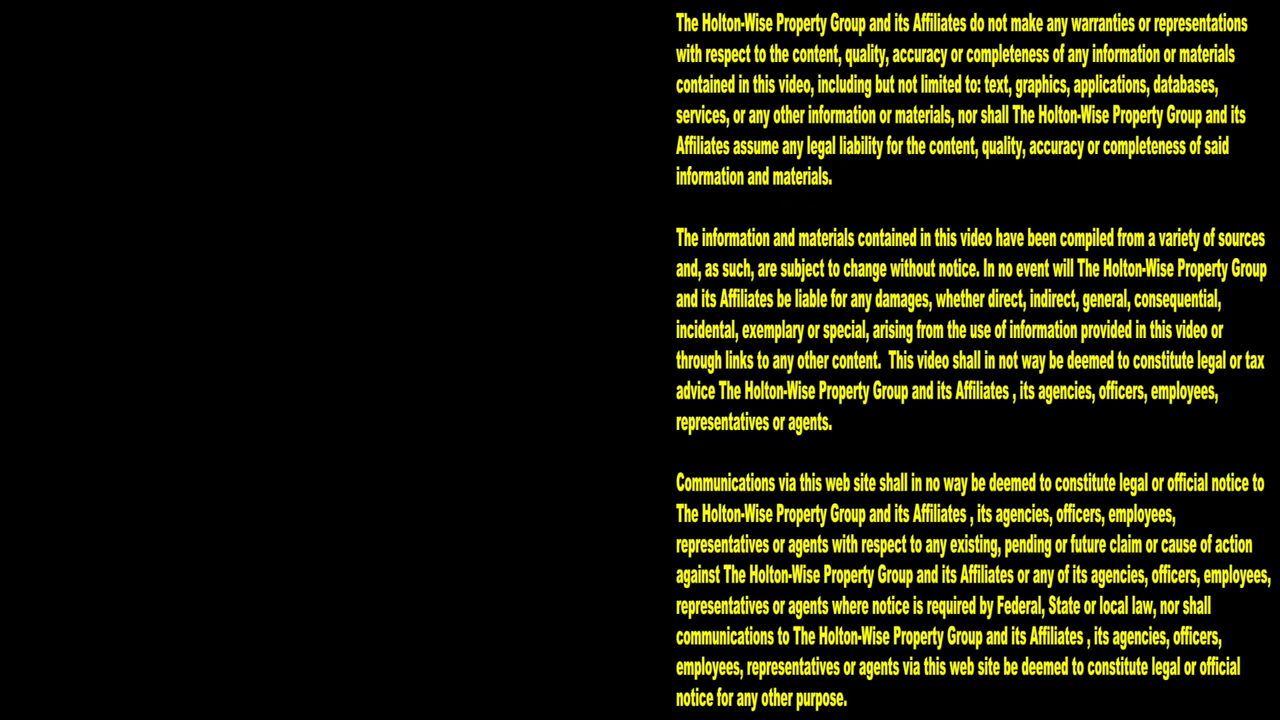 The Holton-Wise Property Group and its Affiliates do not make any warranties or representations
with respect to the content, quality, accuracy or completeness of any information or materials
contained in this video, including but not limited to: text, graphics, applications, databases,
services, or any other information or materials, nor shall The Holton-Wise Property Group and its
Affiliates assume any legal liability for the content, quality, accuracy or completeness of said
information and materials.
The information and materials contained in this video have been compiled from a variety of sources
and, as such, are subject to change without notice. In no event will The Holton-Wise Property Group
and its Affiliates be liable for any damages, whether direct, indirect, general, consequential,
incidental, exemplary or special, arising from the use of information provided in this video or
through links to any other content.  This video shall in not way be deemed to constitute legal or tax
advice The Holton-Wise Property Group and its Affiliates , its agencies, officers, employees,
representatives or agents.
Communications via this web site shall in no way be deemed to constitute legal or official notice to
The Holton-Wise Property Group and its Affiliates , its agencies, officers, employees,
representatives or agents with respect to any existing, pending or future claim or cause of action
against The Holton-Wise Property Group and its Affiliates or any of its agencies, officers, employees,
representatives or agents where notice is required by Federal, State or local law, nor shall
communications to The Holton-Wise Property Group and its Affiliates , its agencies, officers,
employees, representatives or agents via this web site be deemed to constitute legal or official
notice for any other purpose.